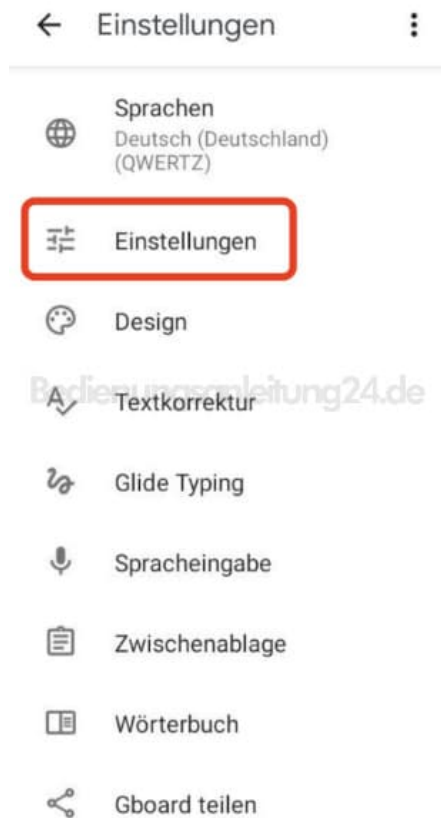 Einstellungen
Sprachen
Deutsch (Deutschland)
(QWERTZ)
Einstellungen
Design
Bedienungsanleitung24.de
Textkorrektur
Glide Typing
Spracheingabe
Zwischenablage
Wörterbuch
Gboard teilen